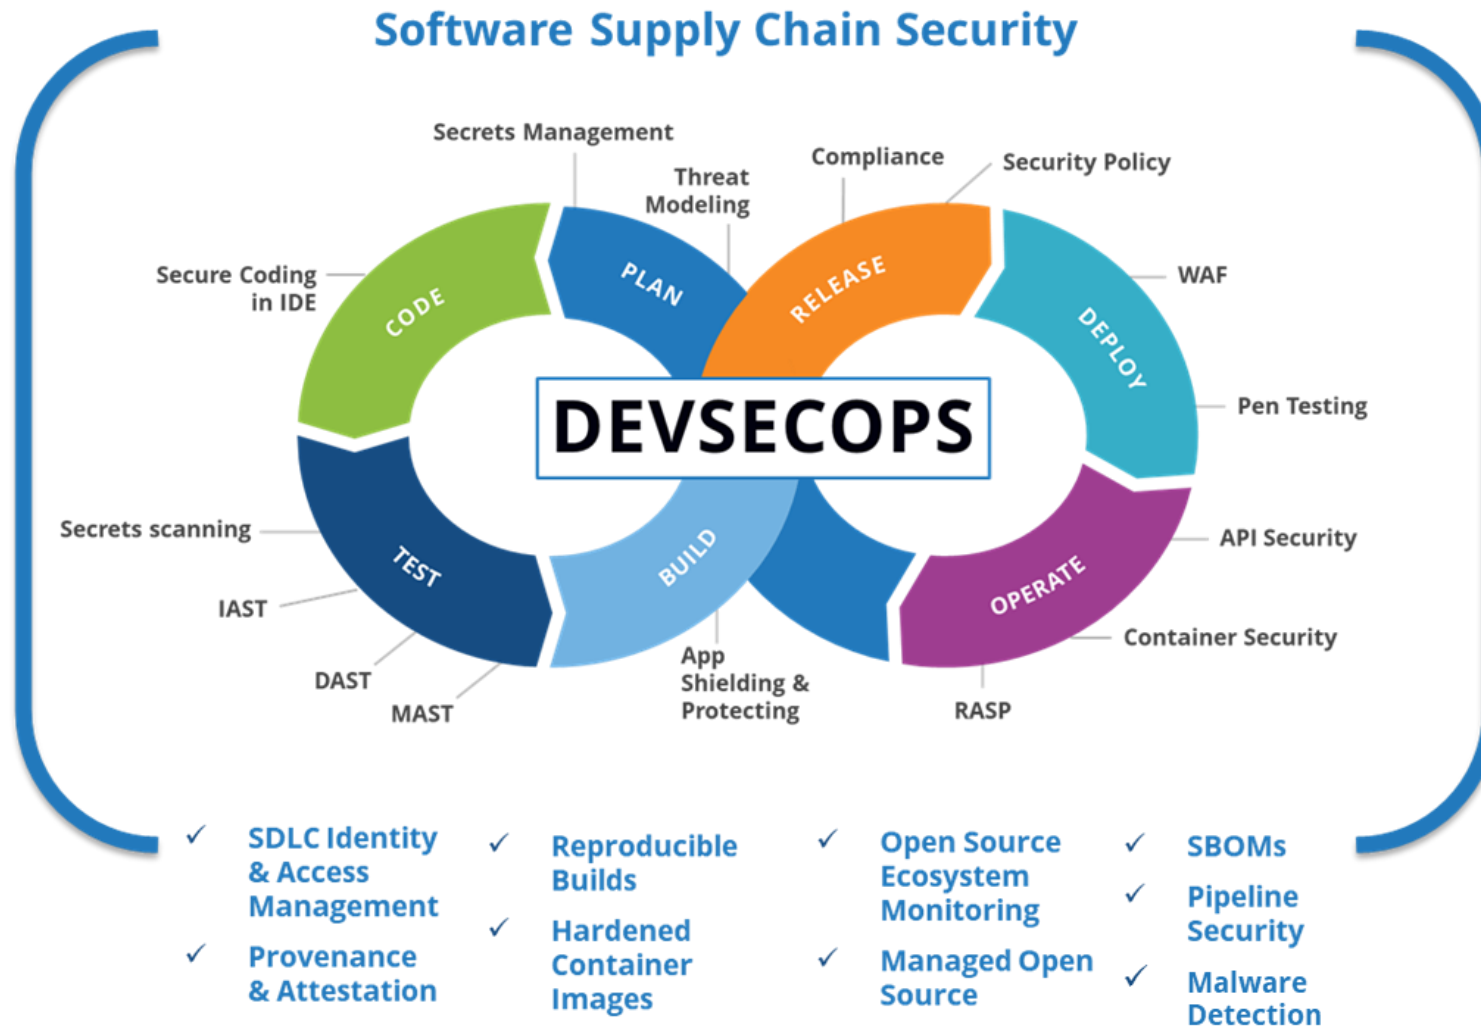 Software Supply Chain Security
Secrets Management
Threat
Modeling
Compliance
Security Policy
Secure Coding
in IDE
CODE
PLAN
RELEASE
DEPLOY
WAF
DEVSECOPS
Pen Testing
Secrets scanning
TEST
BUILD
OPERATE
API Security
IAST
DAST
MAST
App
Shielding &
Protecting
RASP
Container Security
✓ SDLC Identity
& Access
Management
✓ Provenance
& Attestation
✓ Reproducible
Builds
✓ Hardened
Container
Images
✓ Open Source
Ecosystem
Monitoring
✓ Managed Open
Source
✓ SBOMs
✓ Pipeline
Security
✓ Malware
Detection